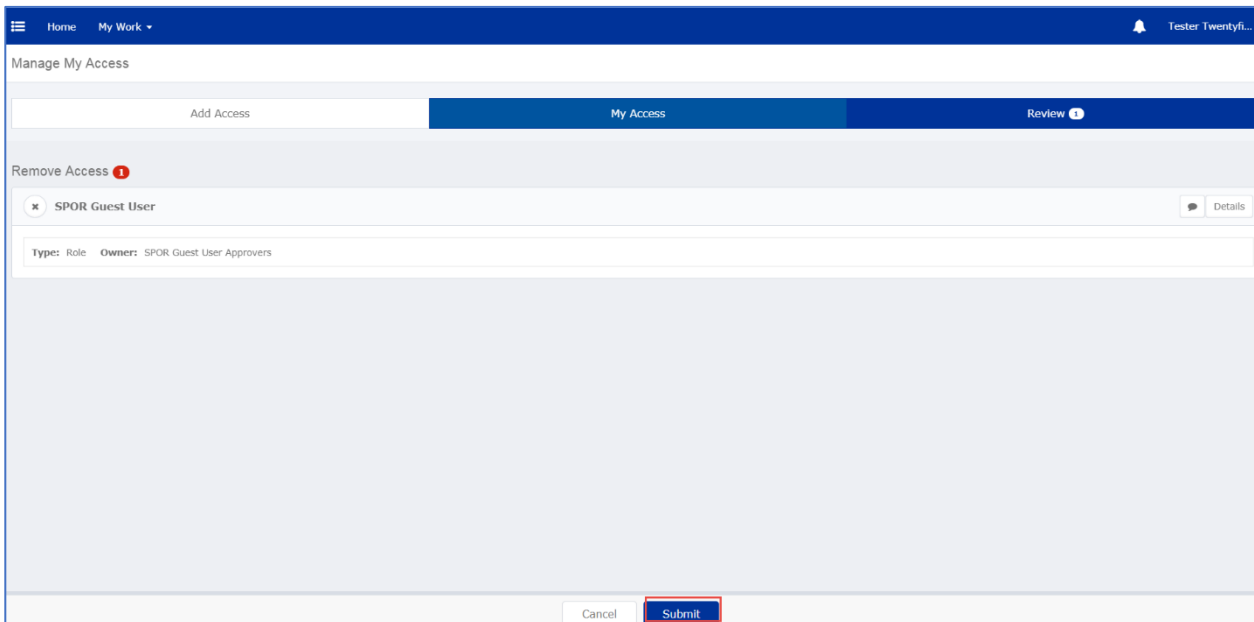 Home My Work Tester Twentyfi...
Manage My Access
Add Access My Access Review 1
Remove Access 1
SPOR Guest User Details
Type: Role Owner: SPOR Guest User Approvers
Cancel Submit